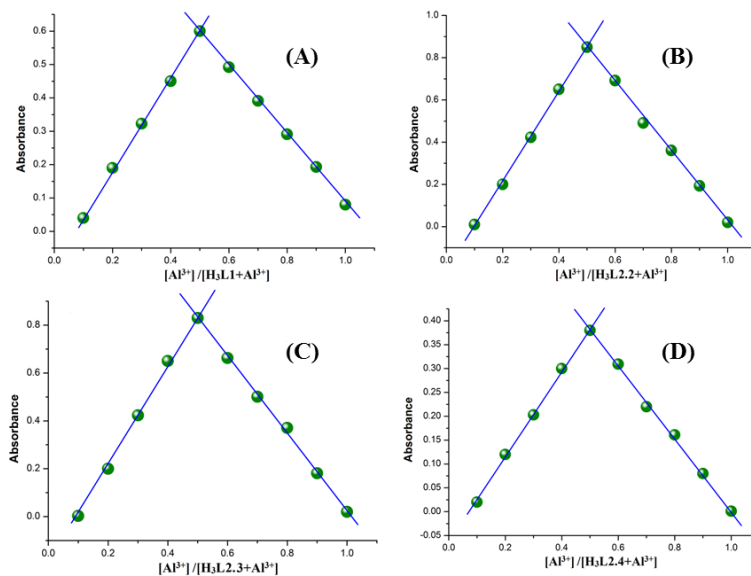 (A)
Absorbance
0.6
0.5
0.4
0.3
0.2
0.1
0.0
0.0 0.2 0.4 0.6 0.8 1.0
[Al³⁺] /[H₃L1+Al³⁺]
(B)
Absorbance
1.0
0.8
0.6
0.4
0.2
0.0
0.0 0.2 0.4 0.6 0.8 1.0
[Al³⁺] /[H₃L2.2+Al³⁺]
(C)
Absorbance
0.8
0.6
0.4
0.2
0.0
0.0 0.2 0.4 0.6 0.8 1.0
[Al³⁺] /[H₃L2.3+Al³⁺]
(D)
Absorbance
0.40
0.35
0.30
0.25
0.20
0.15
0.10
0.05
0.00
-0.05
0.0 0.2 0.4 0.6 0.8 1.0
[Al³⁺] /[H₃L2.4+Al³⁺]